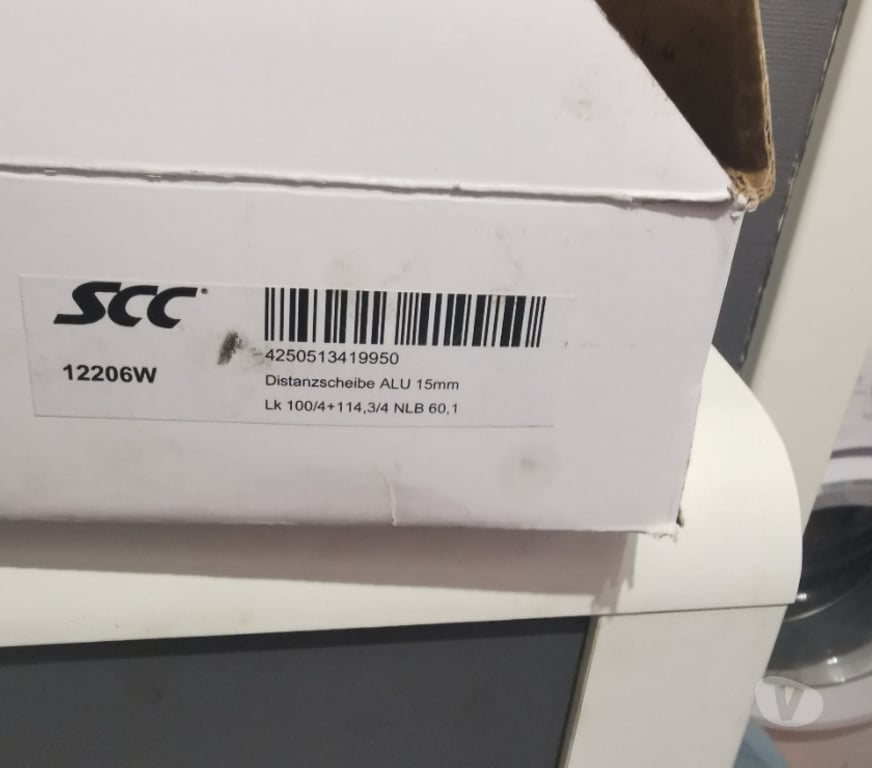 SCC®
12206W
4250513419950
Distanzscheibe ALU 15mm
Lk 100/4+114,3/4 NLB 60,1
V